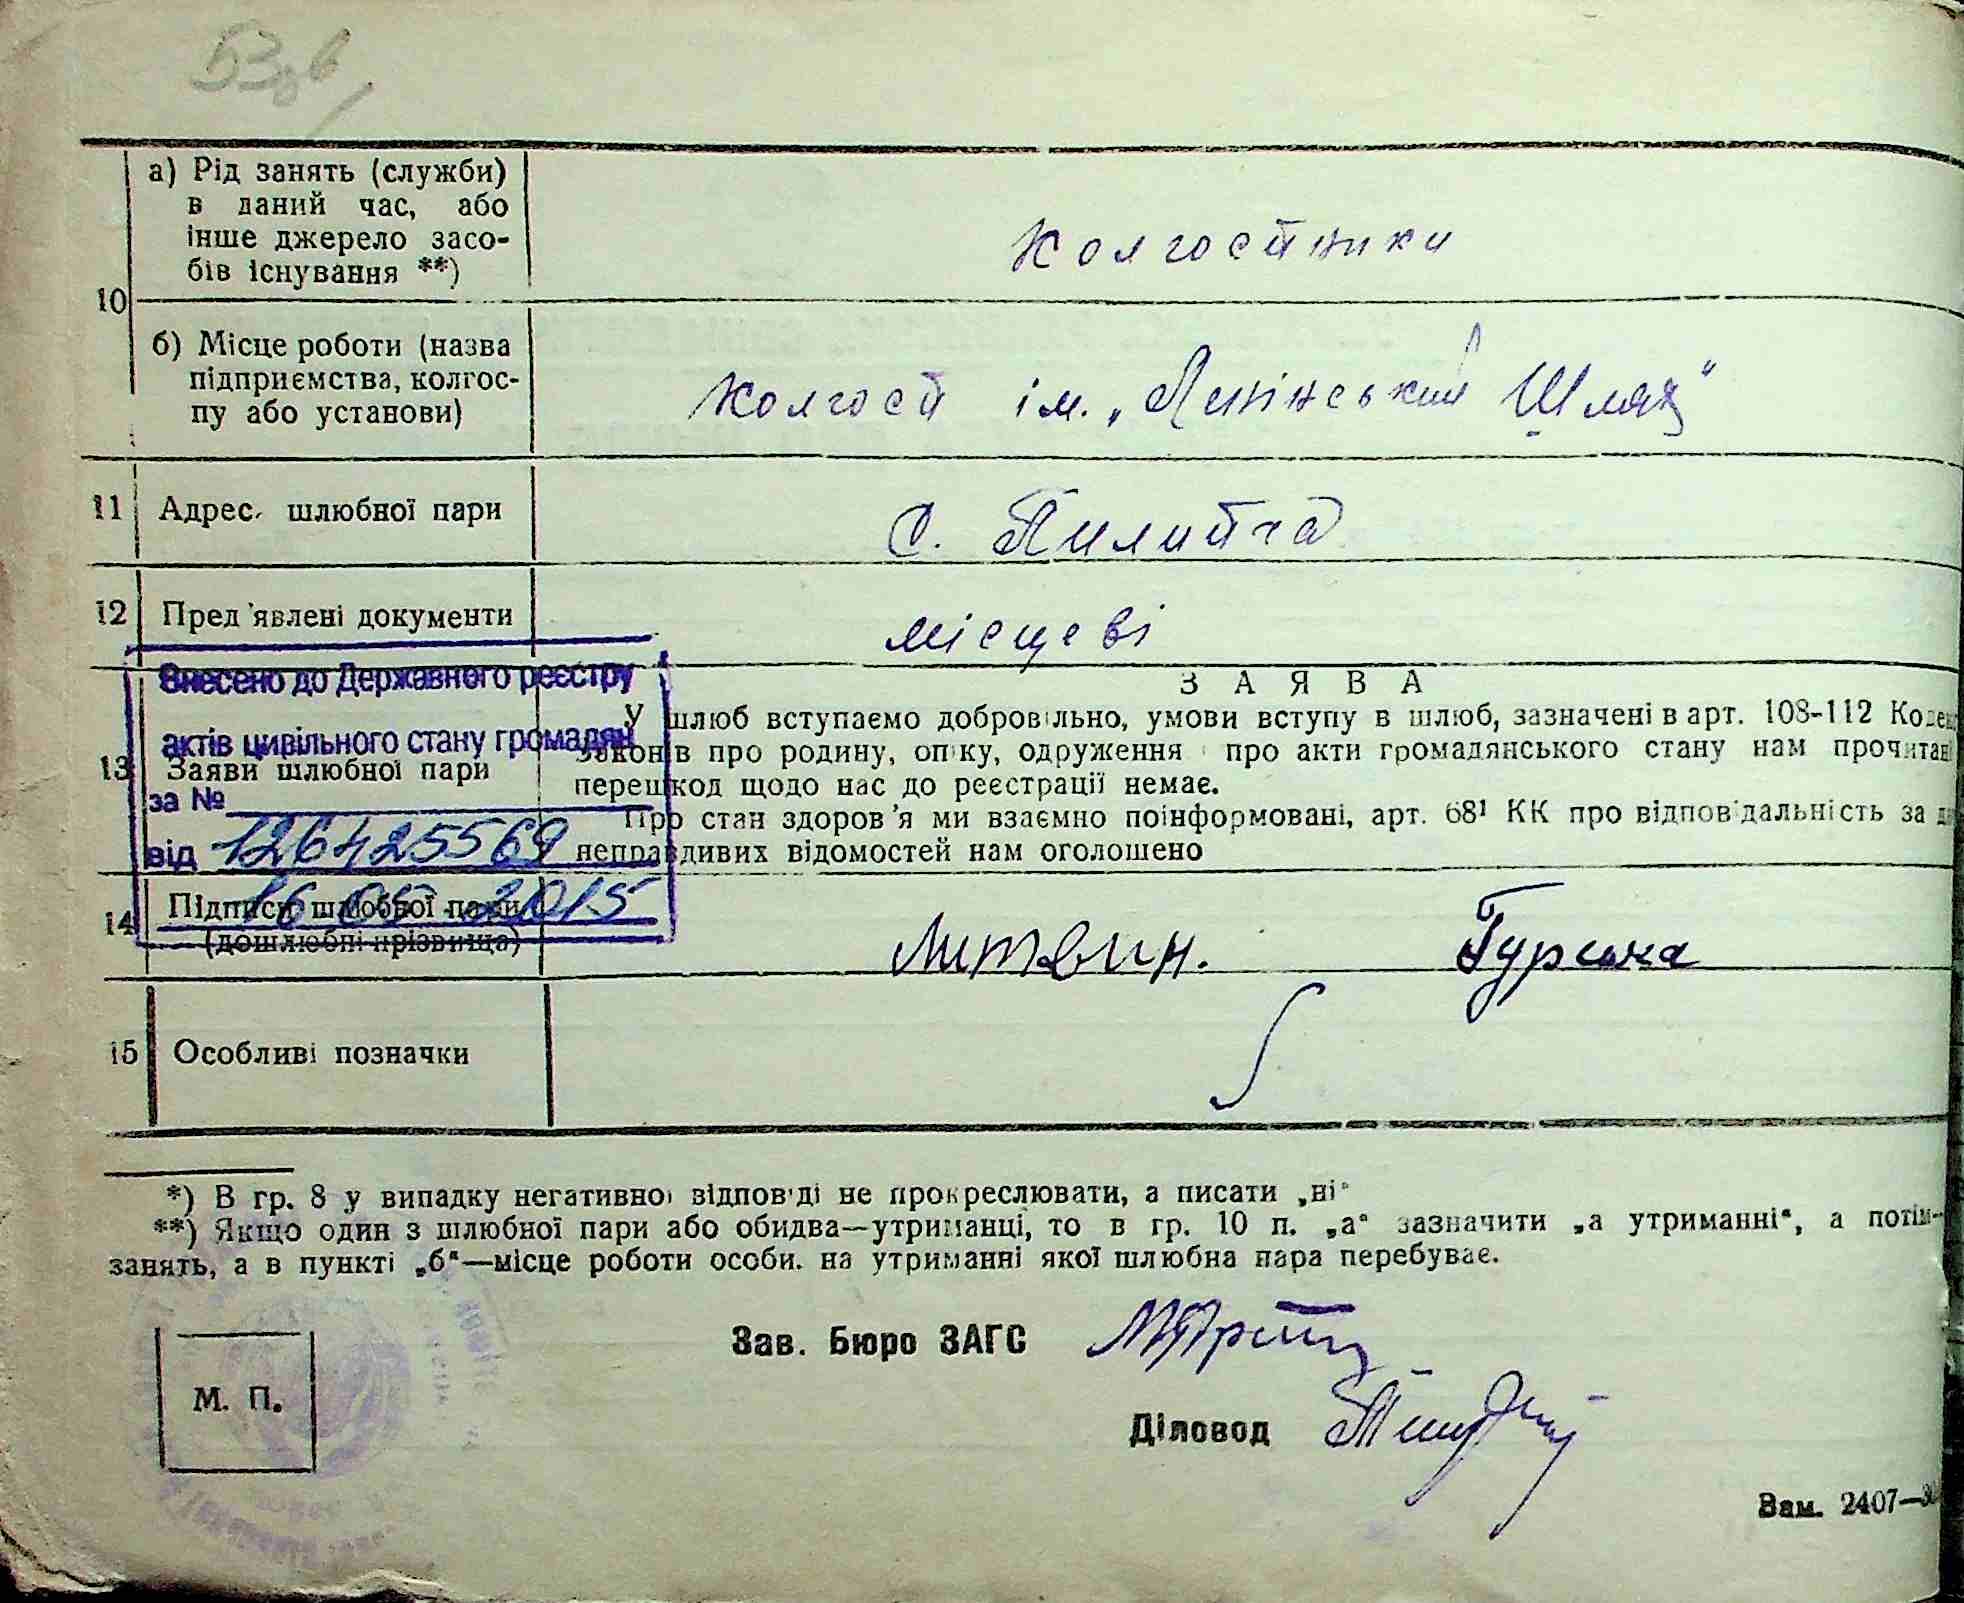 а) Рід занять (служби)
в даний час, або
інше джерело засо-
бів існування **)
Колгоспники
10
б) Місце роботи (назва
підприємства, колгос-
пу або установи)
Колгосп ім. „Ленінський Шлях"
11 Адрес. шлюбної пари
с. Пилипча
12 Пред'явлені документи
місцеві
Внесено до Державного реєстру
актів цивільного стану громадян
за №
від 126425569
16 05 2015
13 Заяви шлюбної пари
ЗАЯВА
У шлюб вступаємо добровільно, умови вступу в шлюб, зазначені в арт. 108-112 Кодек
законів про родину, опіку, одруження і про акти громадянського стану нам прочитан
перешкод щодо нас до реєстрації немає.
Про стан здоров'я ми взаємно поінформовані, арт. 68¹ КК про відповідальність за д
неправдивих відомостей нам оголошено
14 Підписи шлюбної пари
(дошлюбні прізвища)
Литвин. Гурська
15 Особливі позначки
*) В гр. 8 у випадку негативної відповіді не прокреслювати, а писати „ні"
**) Якщо один з шлюбної пари або обидва—утриманці, то в гр. 10 п. „а" зазначити „а утриманні", а потім—
занять, а в пункті „б"—місце роботи особи. на утриманні якої шлюбна пара перебуває.
Зав. Бюро ЗАГС
М. П.
Діловод
Зам. 2407—